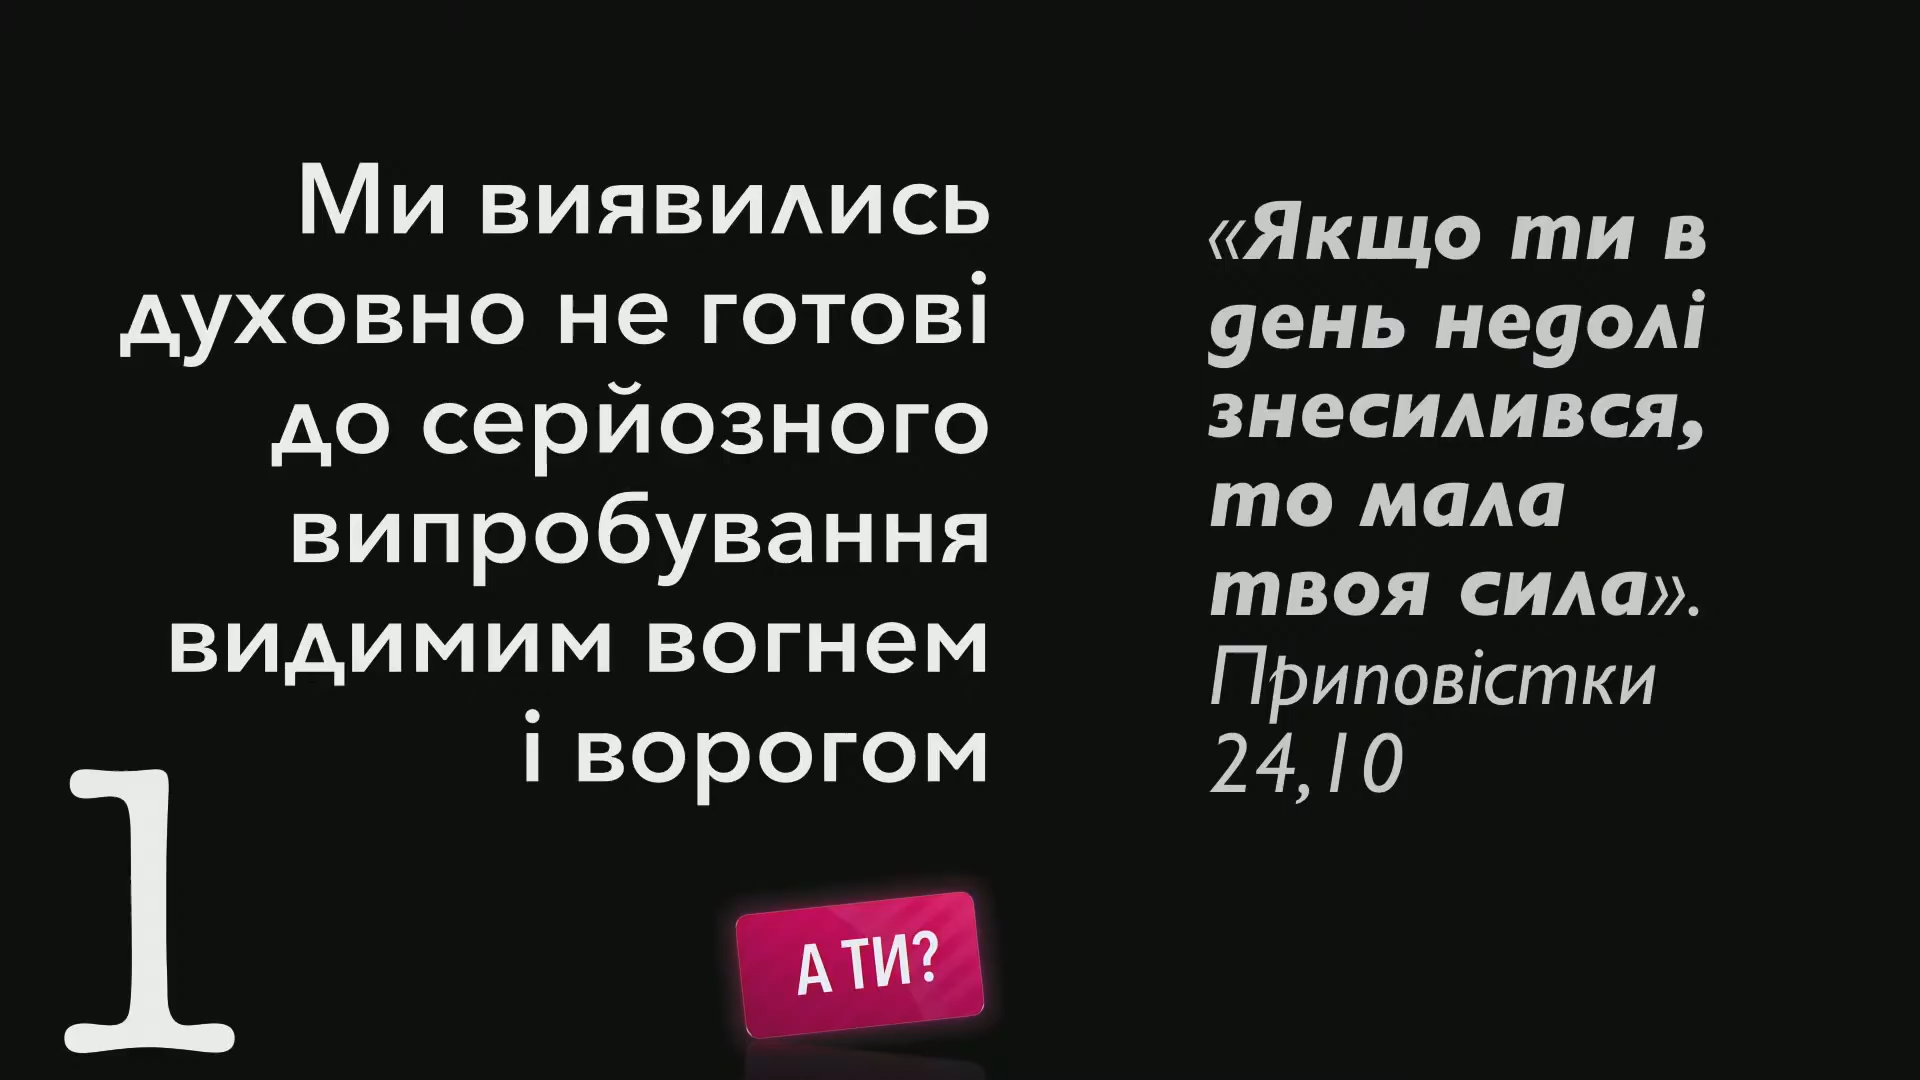 Ми виявились
духовно не готові
до серйозного
випробування
видимим вогнем
і ворогом
«Якщо ти в
день недолі
знесилився,
то мала
твоя сила».
Приповістки
24,10
1
А ТИ?